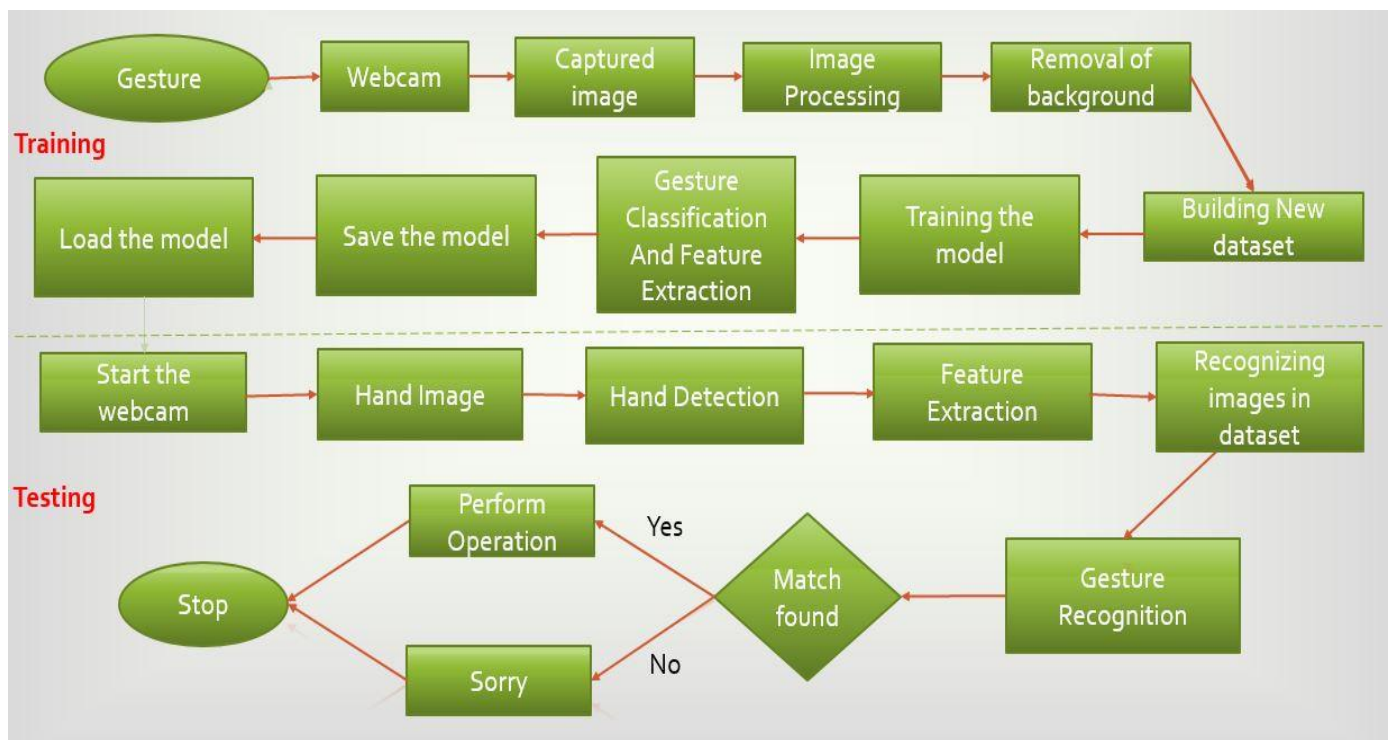 Gesture
Webcam
Captured
image
Image
Processing
Removal of
background
Training
Load the model
Save the model
Gesture
Classification
And Feature
Extraction
Training the
model
Building New
dataset
Start the
webcam
Hand Image
Hand Detection
Feature
Extraction
Recognizing
images in
dataset
Testing
Perform
Operation
Yes
Stop
Match
found
Gesture
Recognition
No
Sorry